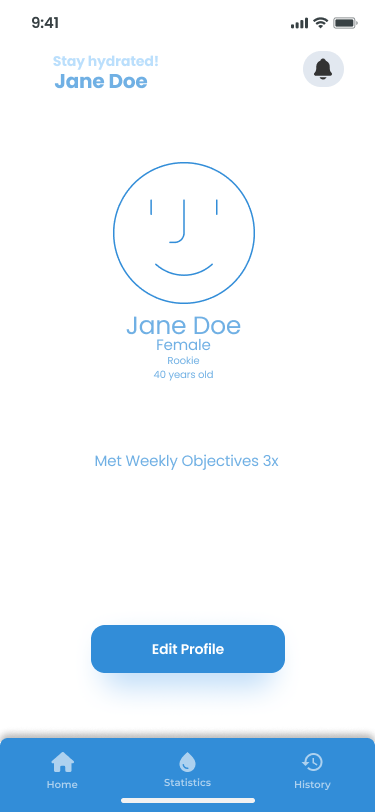 9:41
Stay hydrated!
Jane Doe
Jane Doe
Female
Rookie
40 years old
Met Weekly Objectives 3x
Edit Profile
Home
Statistics
History